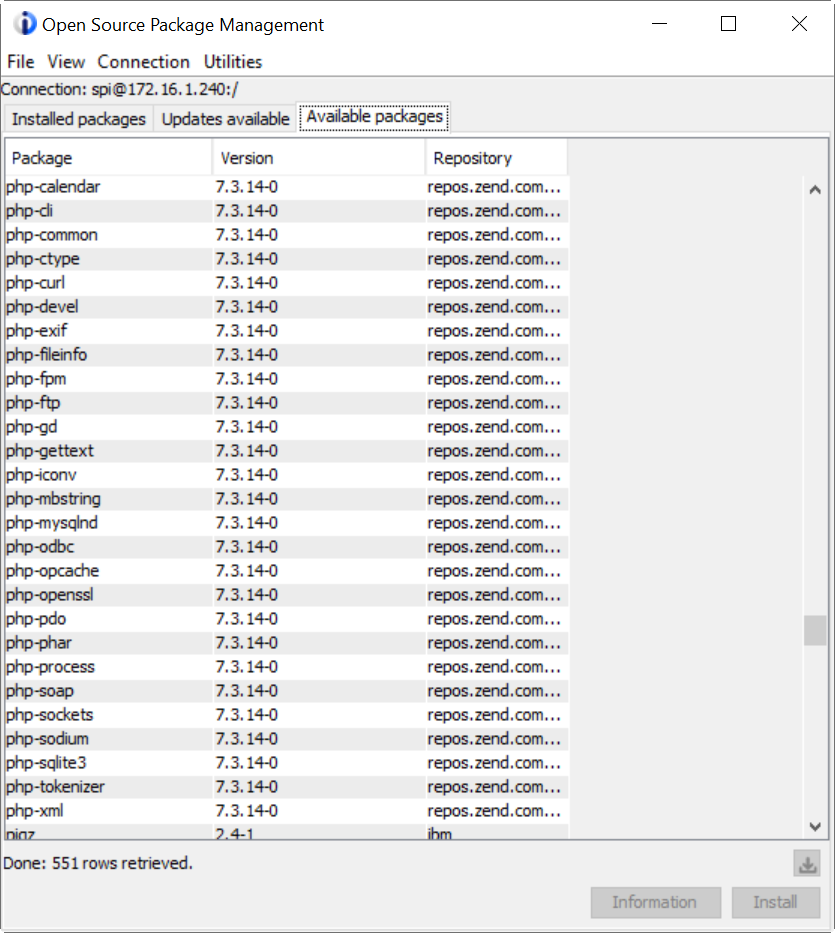 Open Source Package Management
File View Connection Utilities
Connection: spi@172.16.1.240:/
Installed packages Updates available Available packages
Package Version Repository
php-calendar 7.3.14-0 repos.zend.com...
php-cli 7.3.14-0 repos.zend.com...
php-common 7.3.14-0 repos.zend.com...
php-ctype 7.3.14-0 repos.zend.com...
php-curl 7.3.14-0 repos.zend.com...
php-devel 7.3.14-0 repos.zend.com...
php-exif 7.3.14-0 repos.zend.com...
php-fileinfo 7.3.14-0 repos.zend.com...
php-fpm 7.3.14-0 repos.zend.com...
php-ftp 7.3.14-0 repos.zend.com...
php-gd 7.3.14-0 repos.zend.com...
php-gettext 7.3.14-0 repos.zend.com...
php-iconv 7.3.14-0 repos.zend.com...
php-mbstring 7.3.14-0 repos.zend.com...
php-mysqlnd 7.3.14-0 repos.zend.com...
php-odbc 7.3.14-0 repos.zend.com...
php-opcache 7.3.14-0 repos.zend.com...
php-openssl 7.3.14-0 repos.zend.com...
php-pdo 7.3.14-0 repos.zend.com...
php-phar 7.3.14-0 repos.zend.com...
php-process 7.3.14-0 repos.zend.com...
php-soap 7.3.14-0 repos.zend.com...
php-sockets 7.3.14-0 repos.zend.com...
php-sodium 7.3.14-0 repos.zend.com...
php-sqlite3 7.3.14-0 repos.zend.com...
php-tokenizer 7.3.14-0 repos.zend.com...
php-xml 7.3.14-0 repos.zend.com...
pigz 2.4-1 ibm
Done: 551 rows retrieved.
Information Install